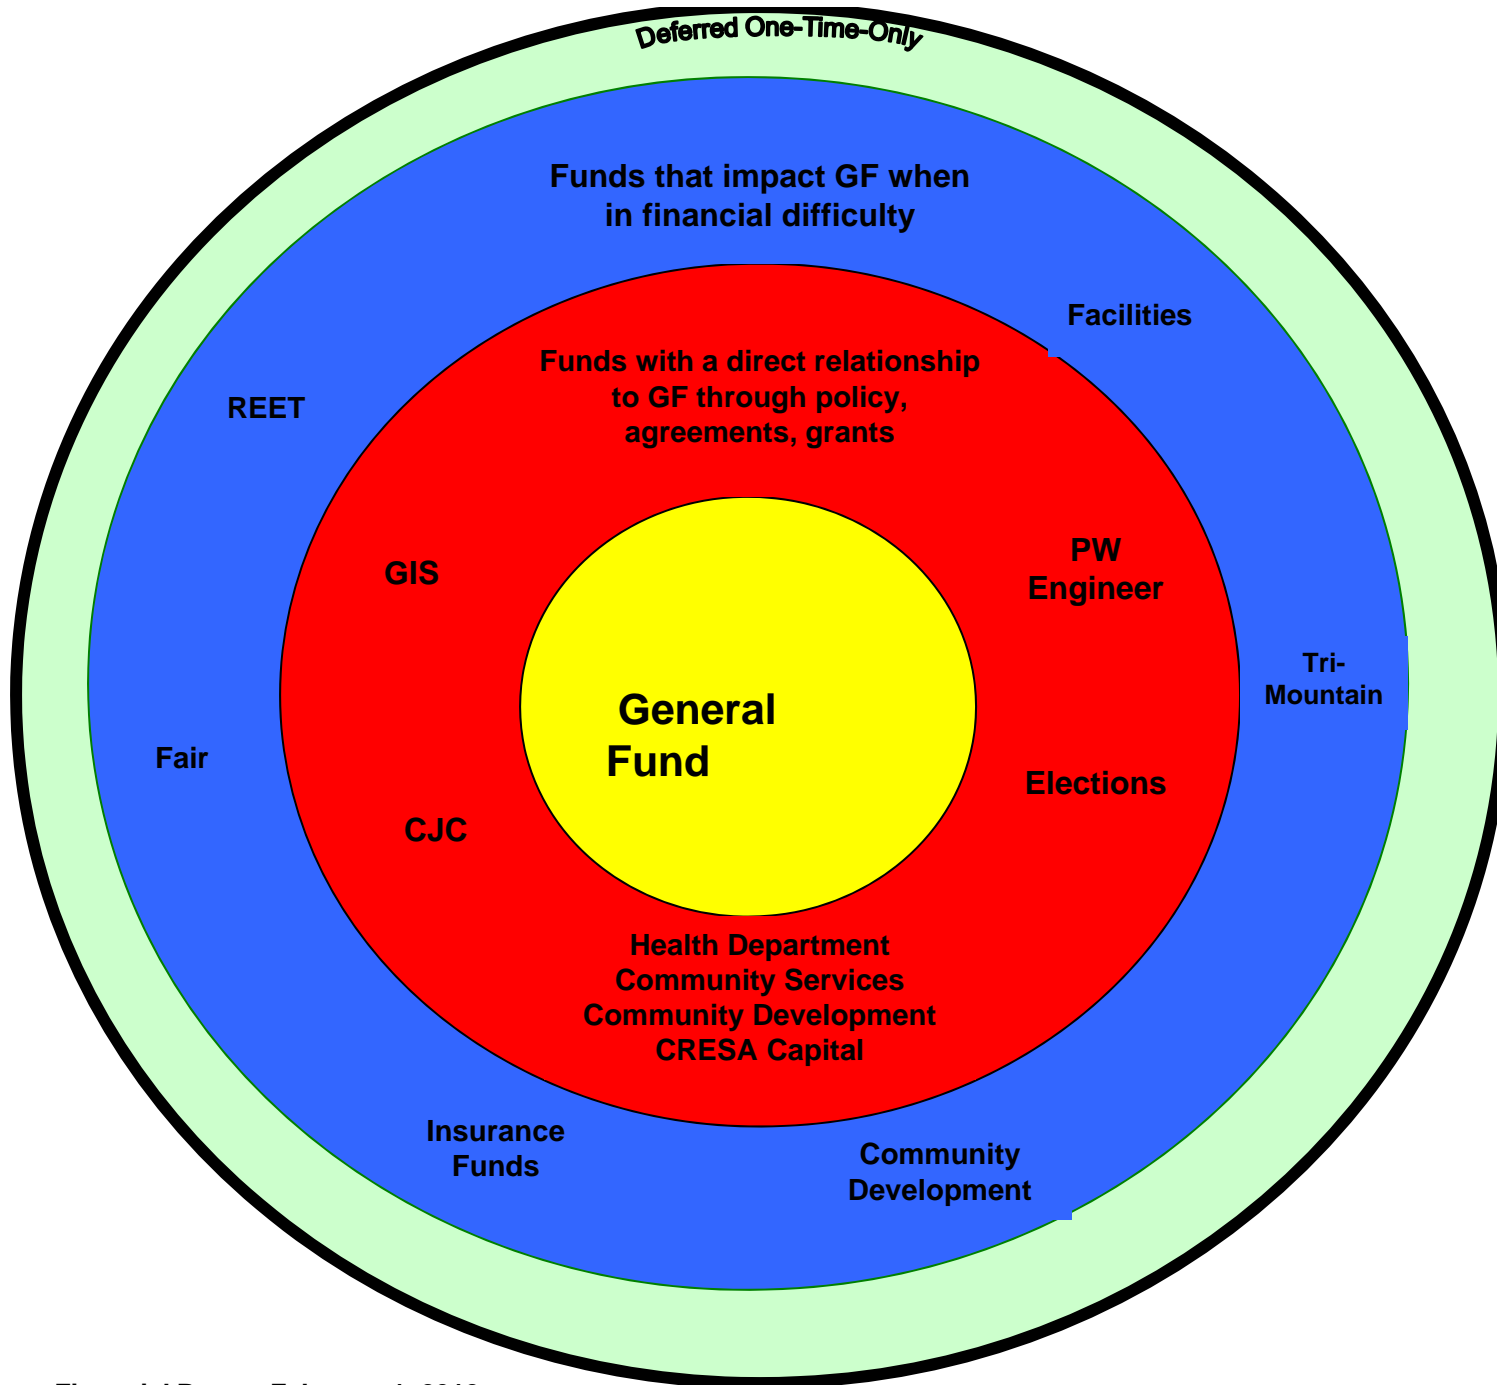 Deferred One-Time-Only
Funds that impact GF when
in financial difficulty
Facilities
Funds with a direct relationship
to GF through policy,
agreements, grants
REET
GIS
PW
Engineer
Tri-
Mountain
General
Fund
Fair
Elections
CJC
Health Department
Community Services
Community Development
CRESA Capital
Insurance
Funds
Community
Development